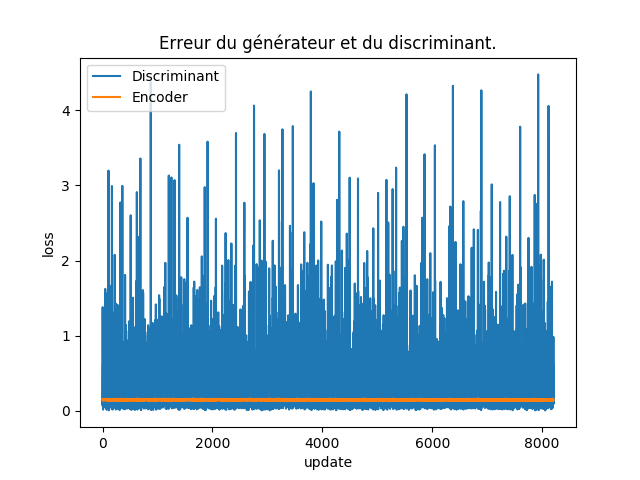 Erreur du générateur et du discriminant.
Discriminant
Encoder
loss
4
3
2
1
0
0 2000 4000 6000 8000
update